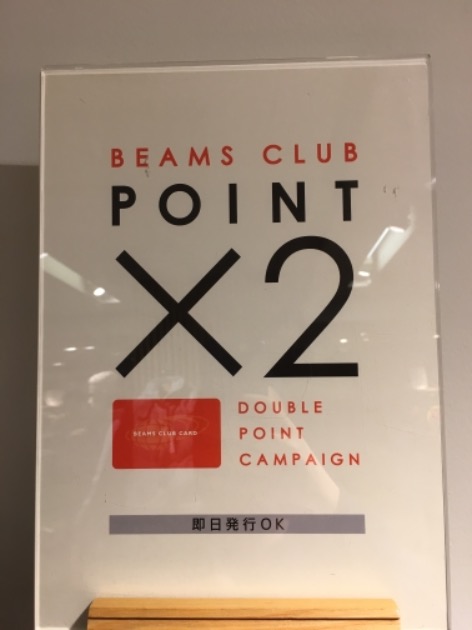 BEAMS CLUB
POINT
×2
BEAMS CLUB CARD
DOUBLE
POINT
CAMPAIGN
即日発行OK